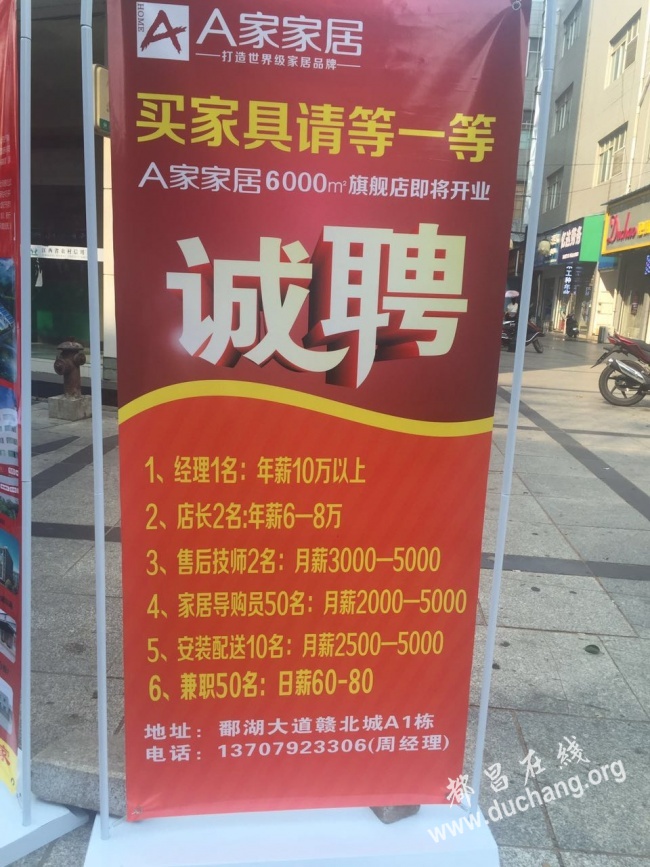 HOME
A家家居
打造世界级家居品牌
买家具请等一等
A家家居6000㎡旗舰店即将开业
诚聘
1、经理1名：年薪10万以上
2、店长2名:年薪6—8万
3、售后技师2名：月薪3000—5000
4、家居导购员50名：月薪2000—5000
5、安装配送10名：月薪2500—5000
6、兼职50名：日薪60-80
地址：鄱湖大道赣北城A1栋
电话：13707923306(周经理)
都昌在线
www.duchang.org